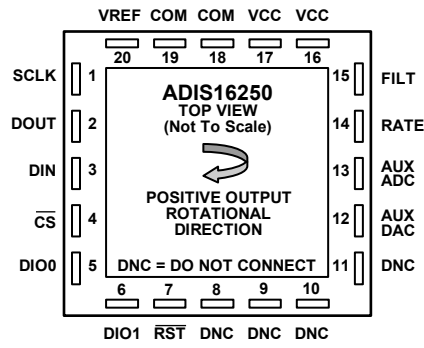 VREF COM COM VCC VCC
20 19 18 17 16
SCLK 1
DOUT 2
DIN 3
C̅S̅ 4
DIO0 5
ADIS16250
TOP VIEW
(Not To Scale)
POSITIVE OUTPUT
ROTATIONAL
DIRECTION
DNC = DO NOT CONNECT
15 FILT
14 RATE
13 AUX
ADC
12 AUX
DAC
11 DNC
6 7 8 9 10
DIO1 R̅S̅T̅ DNC DNC DNC